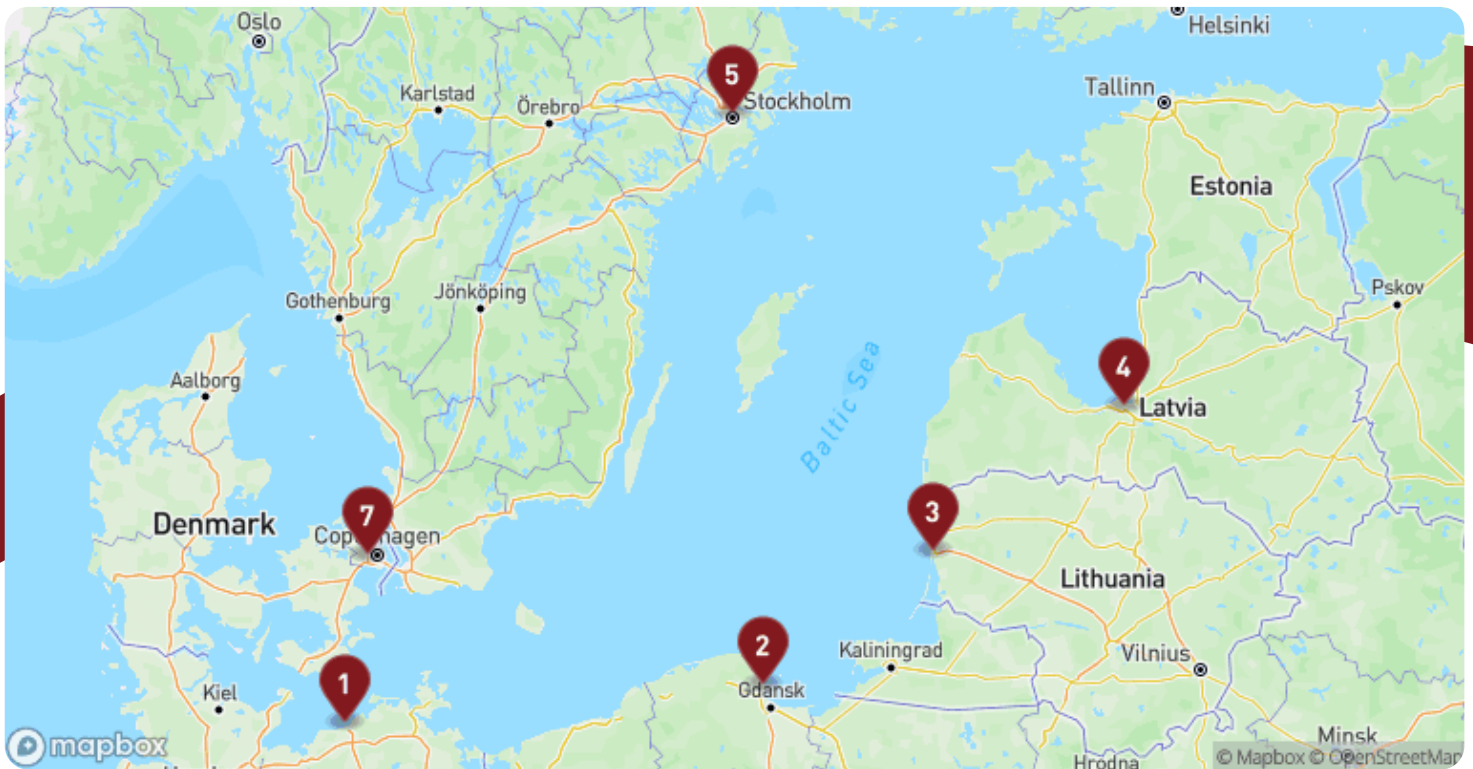 Oslo
Helsinki
5
Karlstad
Örebro
Stockholm
Tallinn
Estonia
Gothenburg
Jönköping
Pskov
Aalborg
Baltic Sea
4
Latvia
3
7
Denmark
Copenhagen
Lithuania
2
Kaliningrad
Vilnius
1
Kiel
Gdansk
mapbox
Minsk
Hrodna
© Mapbox © OpenStreetMap